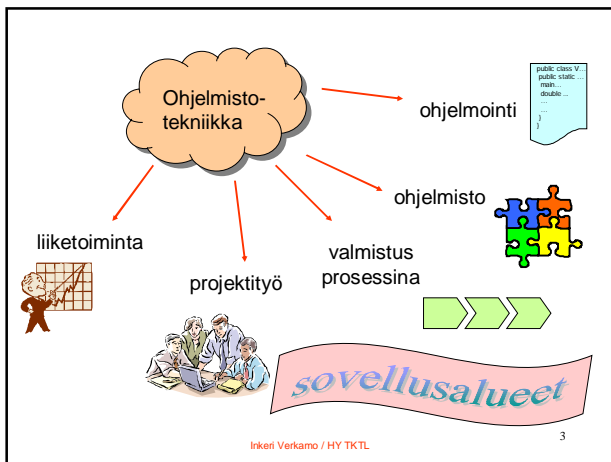 Ohjelmisto-
tekniikka
ohjelmointi
public class V...
public static ...
main...
double ...
...
...
}
}
ohjelmisto
liiketoiminta
projektityö
valmistus
prosessina
sovellusalueet
Inkeri Verkamo / HY TKTL
3